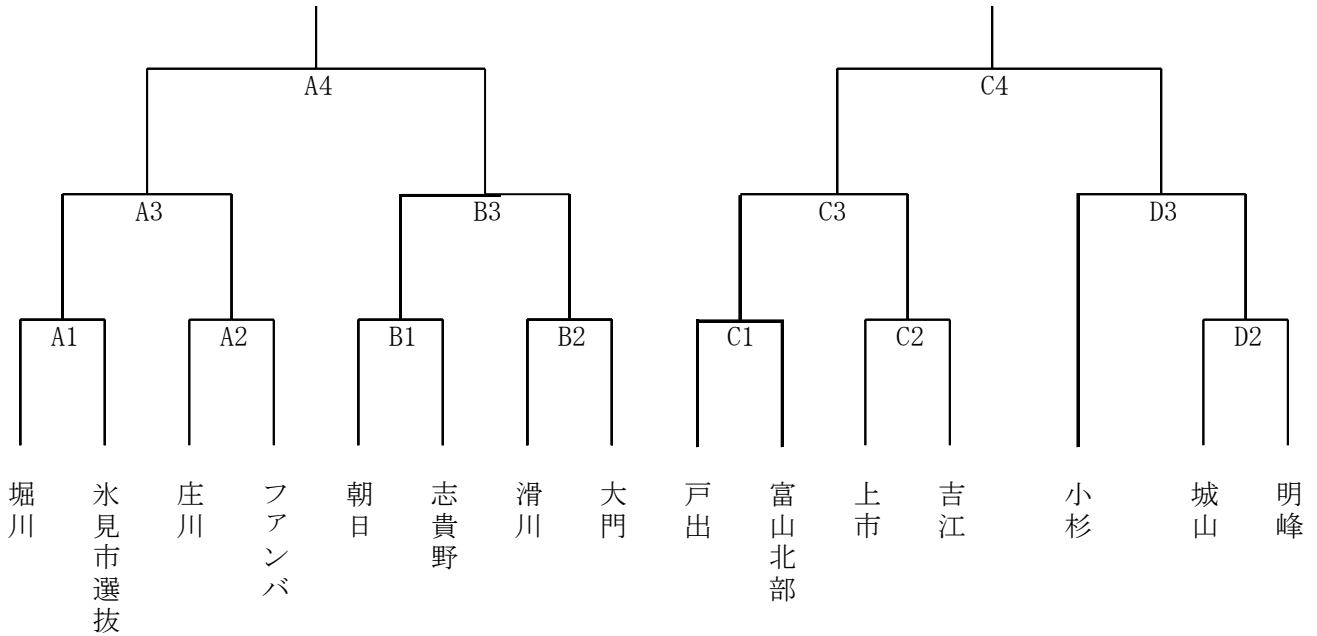 A4
C4
A3
B3
C3
D3
A1
A2
B1
B2
C1
C2
D2
堀川
氷見市選抜
庄川
ファンバ
朝日
志貴野
滑川
大門
戸出
富山北部
上市
吉江
小杉
城山
明峰